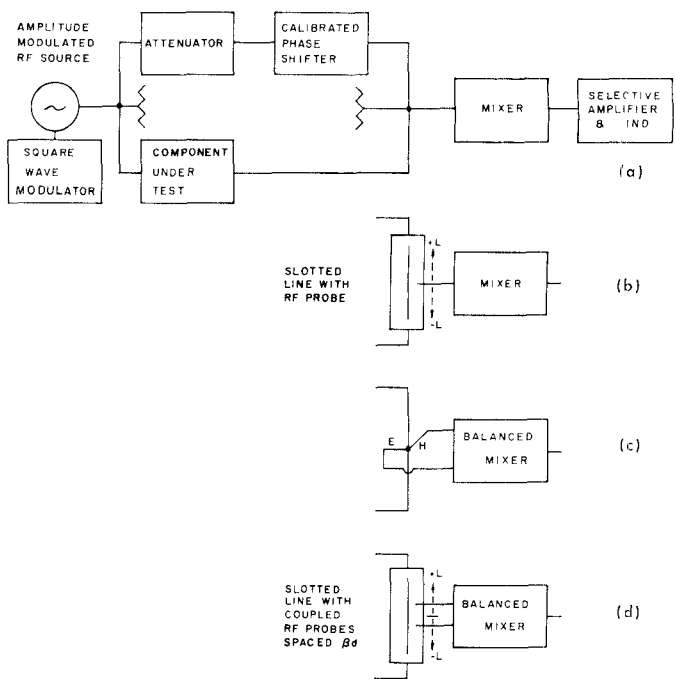 AMPLITUDE
MODULATED
RF SOURCE
ATTENUATOR
CALIBRATED
PHASE
SHIFTER
MIXER
SELECTIVE
AMPLIFIER
& IND
SQUARE
WAVE
MODULATOR
COMPONENT
UNDER
TEST
(a)
SLOTTED
LINE WITH
RF PROBE
+L
-L
MIXER
(b)
E
H
BALANCED
MIXER
(c)
SLOTTED
LINE WITH
COUPLED
RF PROBES
SPACED βd
+L
-L
BALANCED
MIXER
(d)